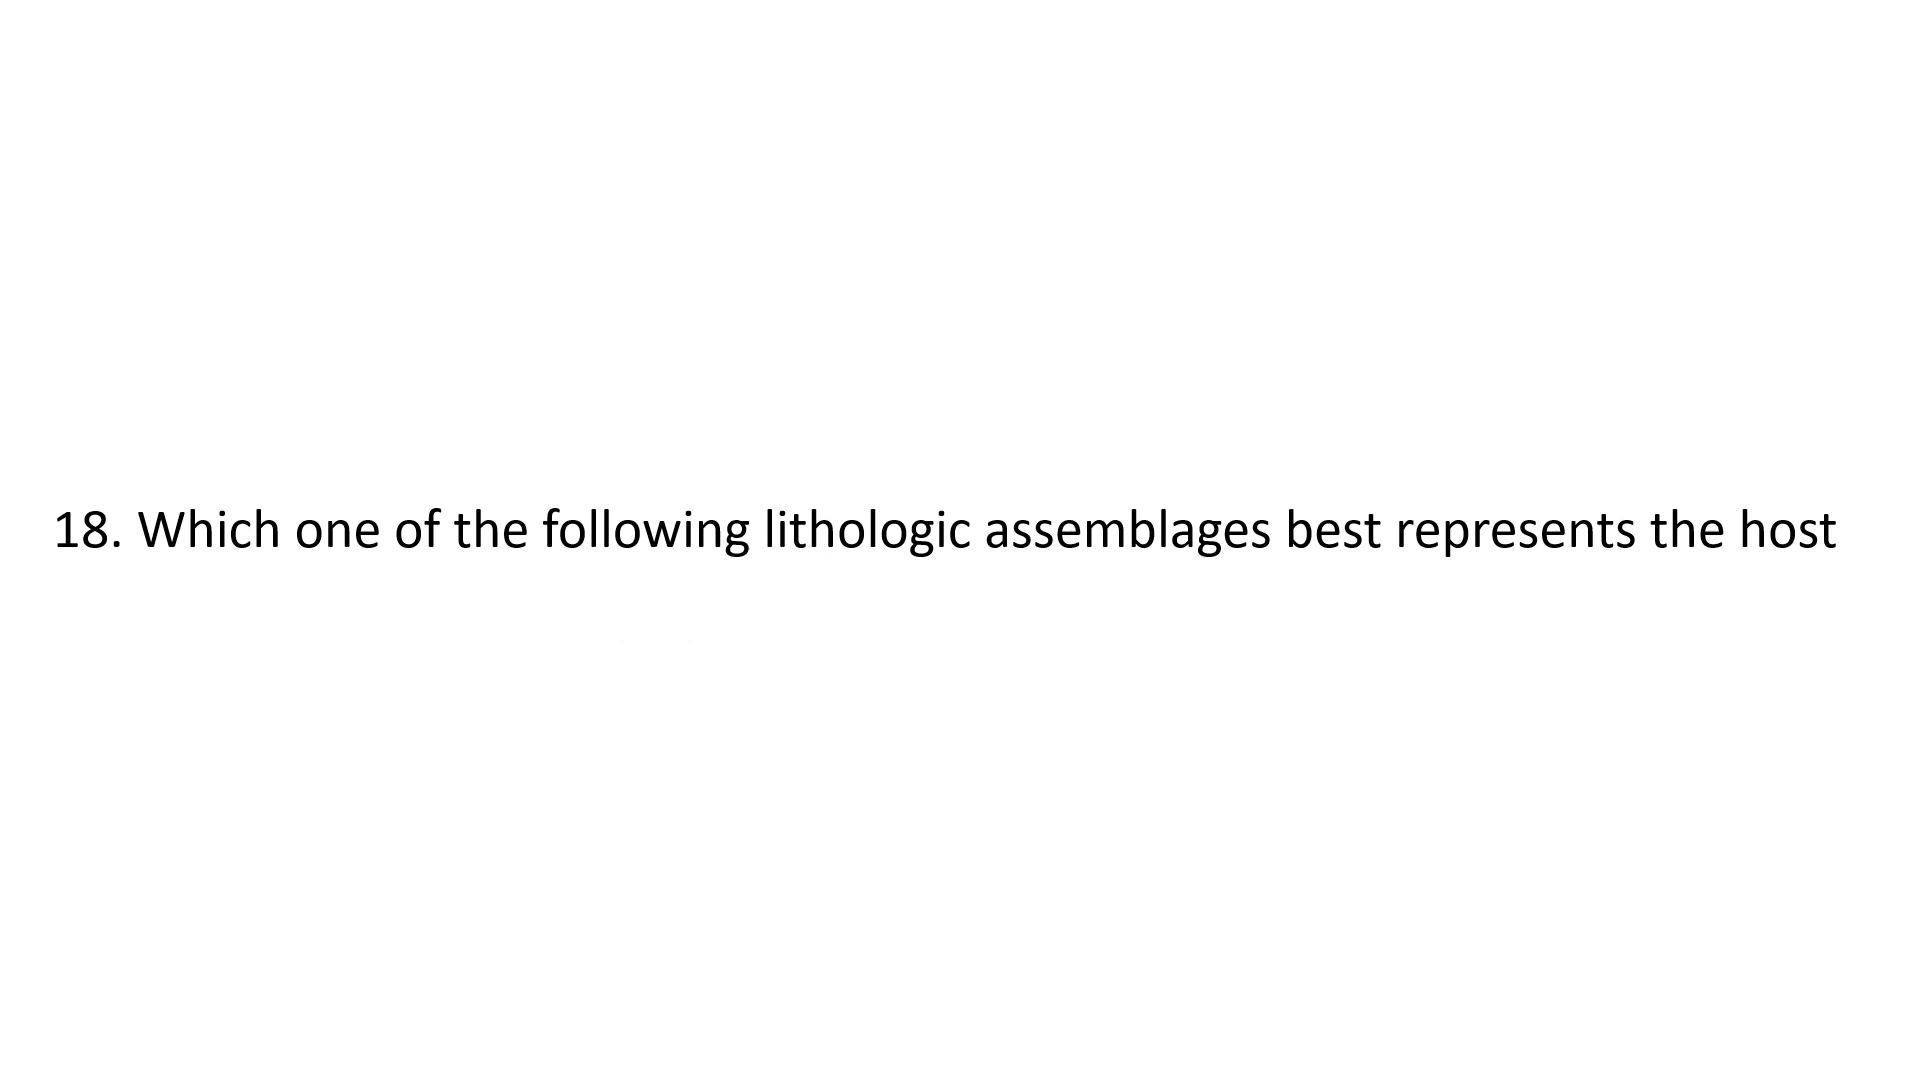 18. Which one of the following lithologic assemblages best represents the host